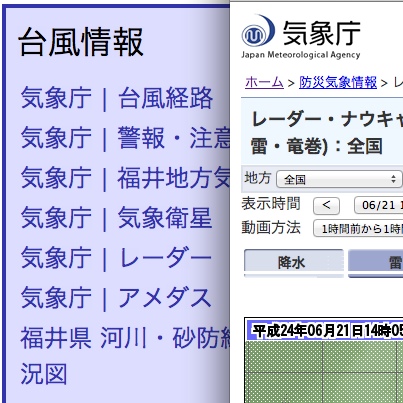 台風情報
気象庁 | 台風経路
気象庁 | 警報・注意
気象庁 | 福井地方気
気象庁 | 気象衛星
気象庁 | レーダー
気象庁 | アメダス
福井県 河川・砂防
況図
気象庁
Japan Meteorological Agency
ホーム > 防災気象情報 > レ
レーダー・ナウキャ
雷・竜巻)：全国
地方 全国
表示時間 < 06/21 1
動画方法 1時間前から1時
降水 雷
平成24年06月21日14時05